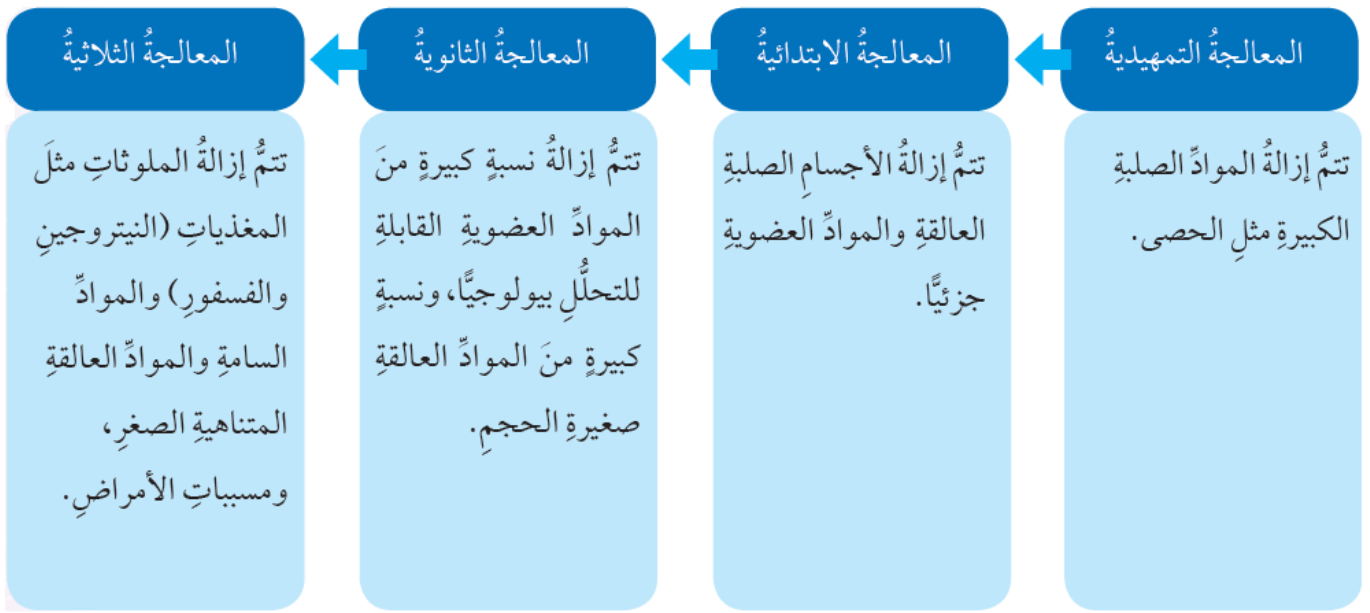 المعالجةُ التمهيديةُ
تتمُّ إزالةُ الموادِّ الصلبةِ
الكبيرةِ مثلِ الحصى.
المعالجةُ الابتدائيةُ
تتمُّ إزالةُ الأجسامِ الصلبةِ
العالقةِ والموادِّ العضويةِ
جزئيًّا.
المعالجةُ الثانويةُ
تتمُّ إزالةُ نسبةٍ كبيرةٍ منَ
الموادِّ العضويةِ القابلةِ
للتحلُّلِ بيولوجيًّا، ونسبةٍ
كبيرةٍ منَ الموادِّ العالقةِ
صغيرةِ الحجمِ.
المعالجةُ الثلاثيةُ
تتمُّ إزالةُ الملوثاتِ مثلَ
المغذياتِ (النيتروجينِ
والفسفورِ) والموادِّ
السامةِ والموادِّ العالقةِ
المتناهيةِ الصغرِ،
ومسبباتِ الأمراضِ.